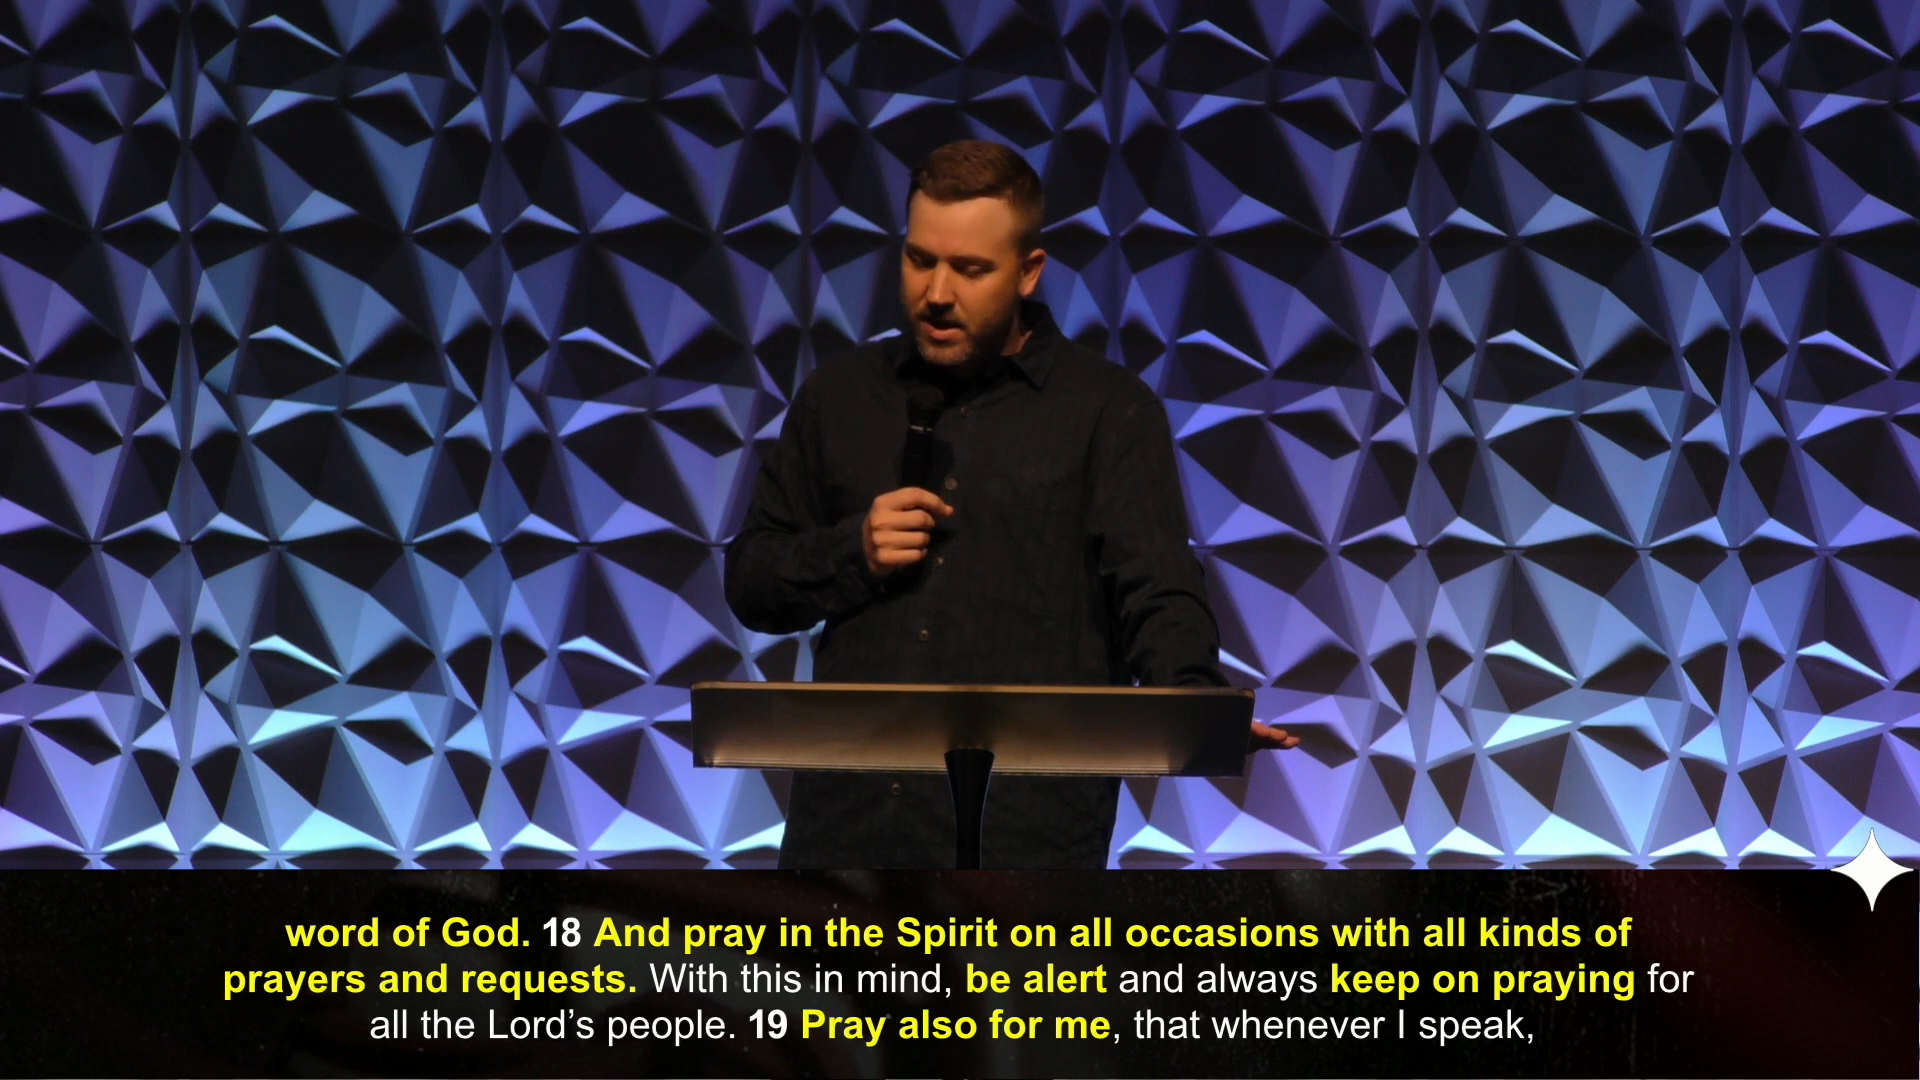 word of God. 18 And pray in the Spirit on all occasions with all kinds of
prayers and requests. With this in mind, be alert and always keep on praying for
all the Lord’s people. 19 Pray also for me, that whenever I speak,